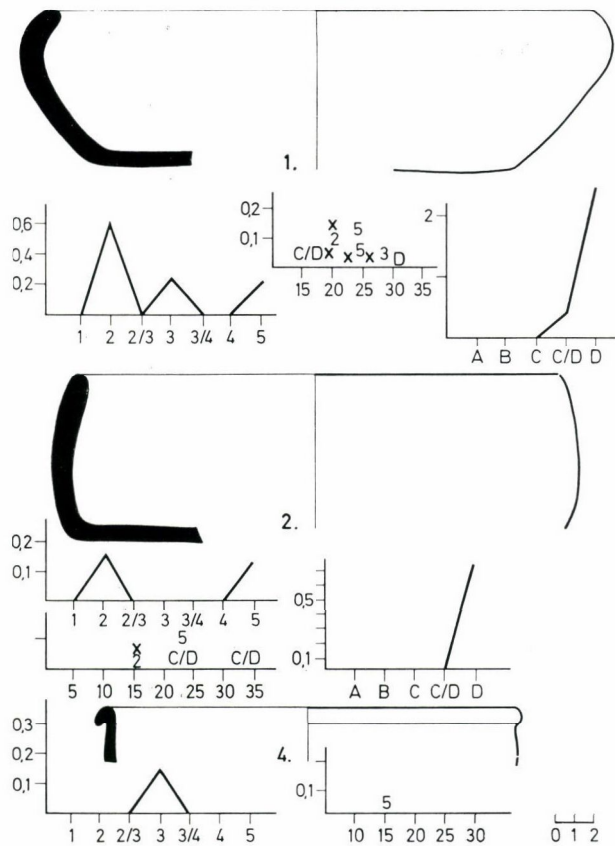 1.
0,6
0,4
0,2
1 2 2/3 3 3/4 4 5
0,2
0,1
x 5
2
C/D x x 5 x 3 D
15 20 25 30 35
2
A B C C/D D
2.
0,2
0,1
1 2 2/3 3 3/4 4 5
5
x
2 C/D C/D
5 10 15 20 25 30 35
0,5
0,1
A B C C/D D
4.
0,3
0,2
0,1
1 2 2/3 3 3/4 4 5
0,1
5
10 15 20 25 30
0 1 2